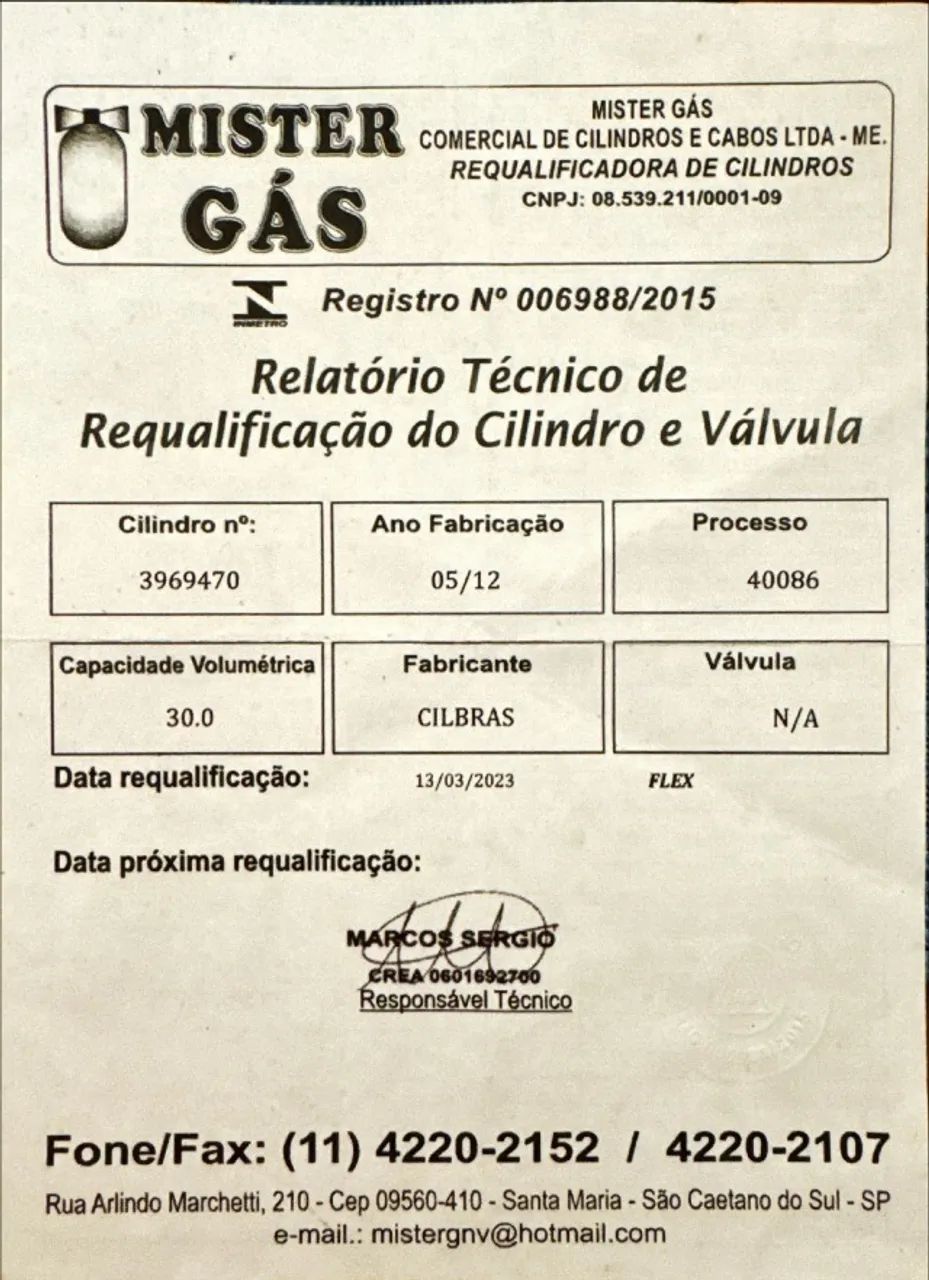 MISTER
GÁS
MISTER GÁS
COMERCIAL DE CILINDROS E CABOS LTDA - ME.
REQUALIFICADORA DE CILINDROS
CNPJ: 08.539.211/0001-09
INMETRO
Registro Nº 006988/2015
Relatório Técnico de
Requalificação do Cilindro e Válvula
Cilindro nº: Ano Fabricação Processo
3969470 05/12 40086
Capacidade Volumétrica Fabricante Válvula
30.0 CILBRAS N/A
Data requalificação: 13/03/2023 FLEX
Data próxima requalificação:
MARCOS SERGIO
CREA 0601692700
Responsável Técnico
Fone/Fax: (11) 4220-2152 / 4220-2107
Rua Arlindo Marchetti, 210 - Cep 09560-410 - Santa Maria - São Caetano do Sul - SP
e-mail.: mistergnv@hotmail.com